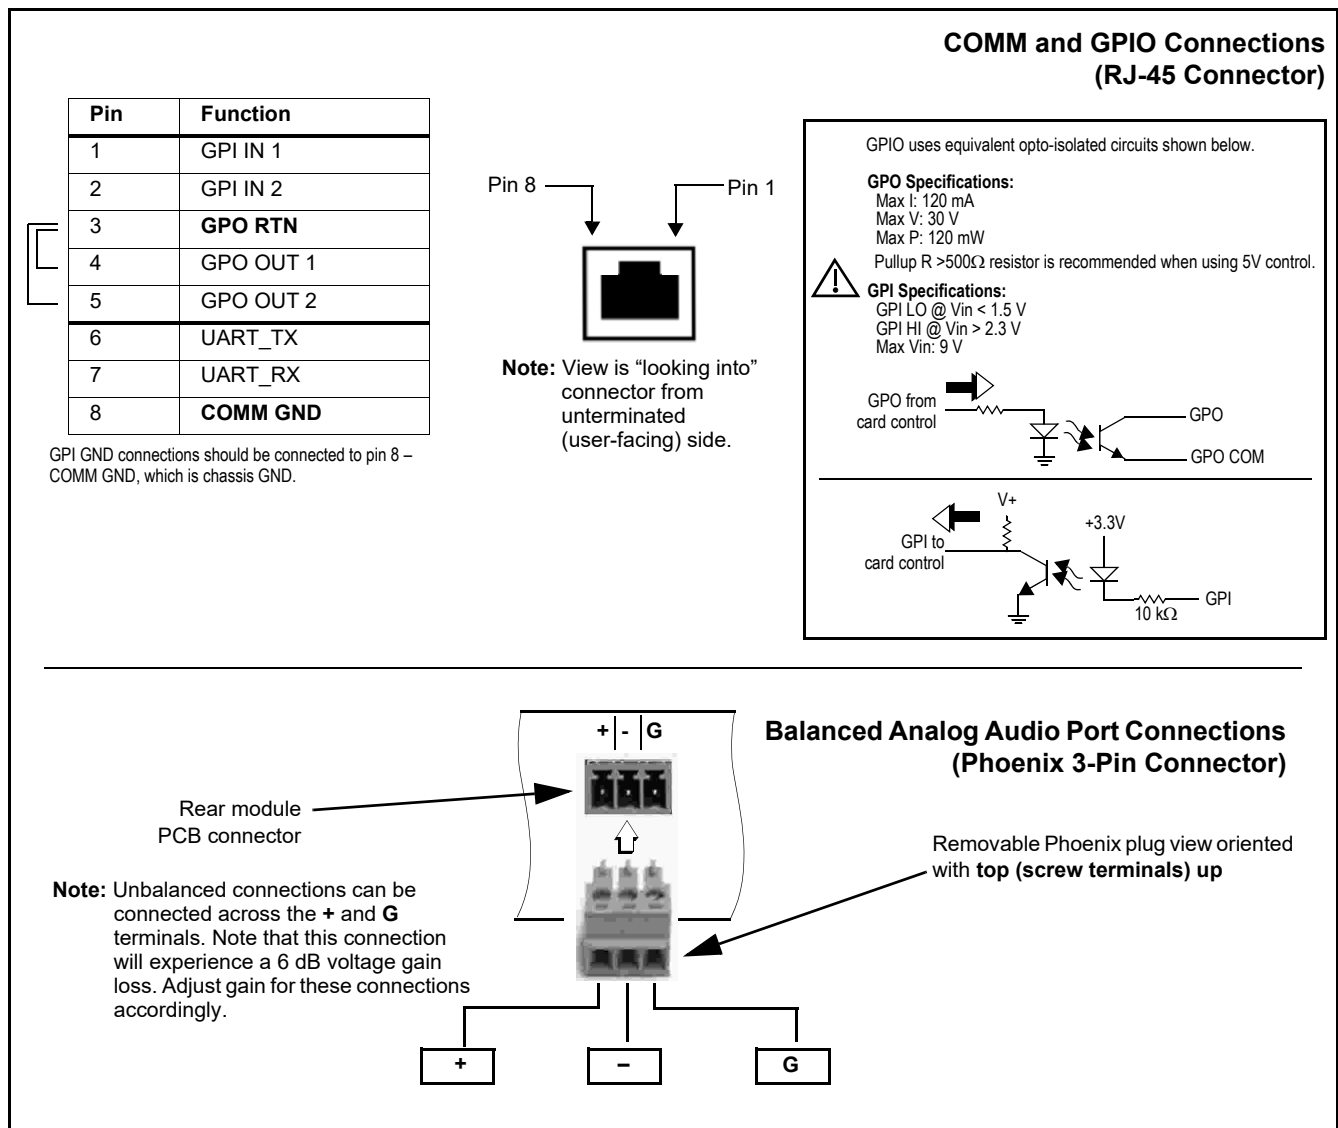 COMM and GPIO Connections
(RJ-45 Connector)
Pin Function
1 GPI IN 1
2 GPI IN 2
3 GPO RTN
4 GPO OUT 1
5 GPO OUT 2
6 UART_TX
7 UART_RX
8 COMM GND
GPI GND connections should be connected to pin 8 –
COMM GND, which is chassis GND.
Pin 8
Pin 1
Note: View is “looking into”
connector from
unterminated
(user-facing) side.
GPIO uses equivalent opto-isolated circuits shown below.
GPO Specifications:
Max I: 120 mA
Max V: 30 V
Max P: 120 mW
Pullup R >500Ω resistor is recommended when using 5V control.
GPI Specifications:
GPI LO @ Vin < 1.5 V
GPI HI @ Vin > 2.3 V
Max Vin: 9 V
GPO from
card control
GPO
GPO COM
V+
+3.3V
GPI to
card control
GPI
10 kΩ
Balanced Analog Audio Port Connections
(Phoenix 3-Pin Connector)
+ - G
Rear module
PCB connector
Removable Phoenix plug view oriented
with top (screw terminals) up
Note: Unbalanced connections can be
connected across the + and G
terminals. Note that this connection
will experience a 6 dB voltage gain
loss. Adjust gain for these connections
accordingly.
+ – G